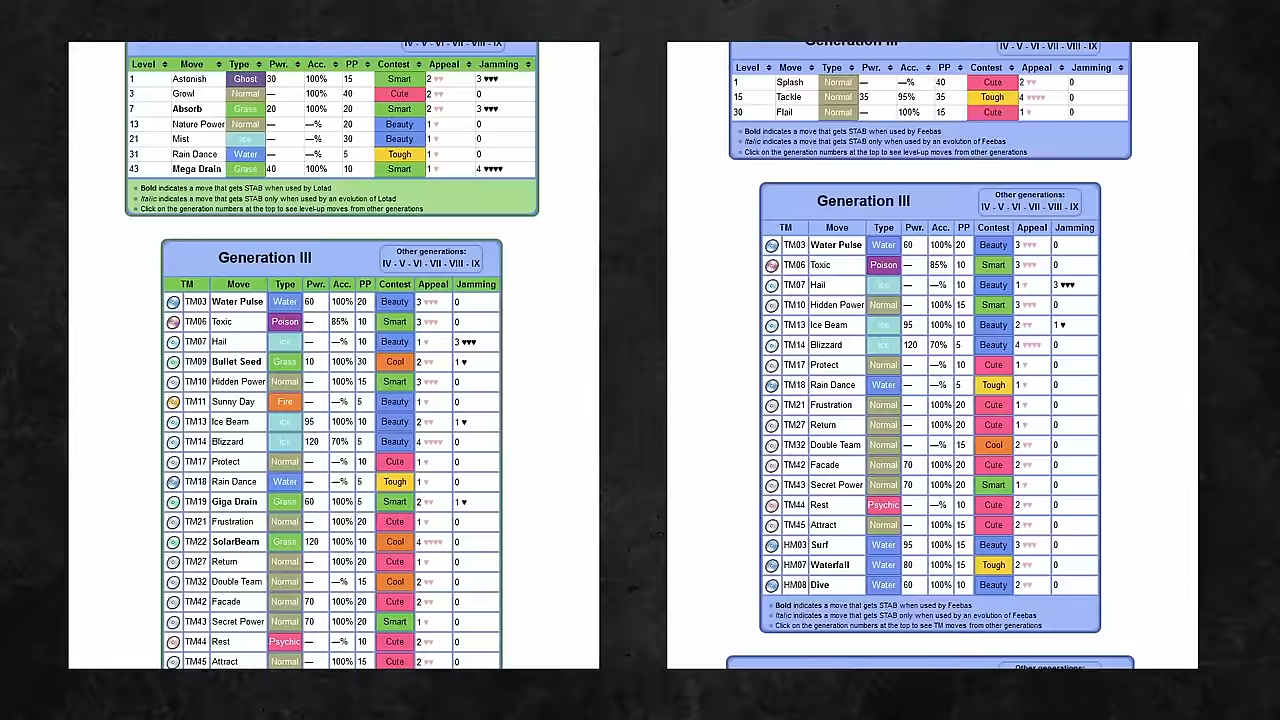 IV - V - VI - VII - VIII - IX
Level Move Type Pwr. Acc. PP Contest Appeal Jamming
1 Astonish Ghost 30 100% 15 Smart 2 ♥♥ 3 ♥♥♥
3 Growl Normal — 100% 40 Cute 2 ♥♥ 0
7 Absorb Grass 20 100% 20 Smart 2 ♥♥ 3 ♥♥♥
13 Nature Power Normal — —% 20 Beauty 1 ♥ 0
21 Mist Ice — —% 30 Beauty 1 ♥ 0
31 Rain Dance Water — —% 5 Tough 1 ♥ 0
43 Mega Drain Grass 40 100% 10 Smart 1 ♥ 4 ♥♥♥♥
Bold indicates a move that gets STAB when used by Lotad
Italic indicates a move that gets STAB only when used by an evolution of Lotad
Click on the generation numbers at the top to see level-up moves from other generations
Generation III
Other generations:
IV - V - VI - VII - VIII - IX
TM Move Type Pwr. Acc. PP Contest Appeal Jamming
TM03 Water Pulse Water 60 100% 20 Beauty 3 ♥♥♥ 0
TM06 Toxic Poison — 85% 10 Smart 3 ♥♥♥ 0
TM07 Hail Ice — —% 10 Beauty 1 ♥ 3 ♥♥♥
TM09 Bullet Seed Grass 10 100% 30 Cool 2 ♥♥ 1 ♥
TM10 Hidden Power Normal — 100% 15 Smart 3 ♥♥♥ 0
TM11 Sunny Day Fire — —% 5 Beauty 1 ♥ 0
TM13 Ice Beam Ice 95 100% 10 Beauty 2 ♥♥ 1 ♥
TM14 Blizzard Ice 120 70% 5 Beauty 4 ♥♥♥♥ 0
TM17 Protect Normal — —% 10 Cute 1 ♥ 0
TM18 Rain Dance Water — —% 5 Tough 1 ♥ 0
TM19 Giga Drain Grass 60 100% 5 Smart 2 ♥♥ 1 ♥
TM21 Frustration Normal — 100% 20 Cute 1 ♥ 0
TM22 SolarBeam Grass 120 100% 10 Cool 4 ♥♥♥♥ 0
TM27 Return Normal — 100% 20 Cute 1 ♥ 0
TM32 Double Team Normal — —% 15 Cool 2 ♥♥ 0
TM42 Facade Normal 70 100% 20 Cute 2 ♥♥ 0
TM43 Secret Power Normal 70 100% 20 Smart 1 ♥ 0
TM44 Rest Psychic — —% 10 Cute 2 ♥♥ 0
TM45 Attract Normal — 100% 15 Cute 2 ♥♥ 0
Generation III
IV - V - VI - VII - VIII - IX
Level Move Type Pwr. Acc. PP Contest Appeal Jamming
1 Splash Normal — —% 40 Cute 2 ♥♥ 0
15 Tackle Normal 35 95% 35 Tough 4 ♥♥♥♥ 0
30 Flail Normal — 100% 15 Cute 1 ♥ 0
Bold indicates a move that gets STAB when used by Feebas
Italic indicates a move that gets STAB only when used by an evolution of Feebas
Click on the generation numbers at the top to see level-up moves from other generations
Generation III
Other generations:
IV - V - VI - VII - VIII - IX
TM Move Type Pwr. Acc. PP Contest Appeal Jamming
TM03 Water Pulse Water 60 100% 20 Beauty 3 ♥♥♥ 0
TM06 Toxic Poison — 85% 10 Smart 3 ♥♥♥ 0
TM07 Hail Ice — —% 10 Beauty 1 ♥ 3 ♥♥♥
TM10 Hidden Power Normal — 100% 15 Smart 3 ♥♥♥ 0
TM13 Ice Beam Ice 95 100% 10 Beauty 2 ♥♥ 1 ♥
TM14 Blizzard Ice 120 70% 5 Beauty 4 ♥♥♥♥ 0
TM17 Protect Normal — —% 10 Cute 1 ♥ 0
TM18 Rain Dance Water — —% 5 Tough 1 ♥ 0
TM21 Frustration Normal — 100% 20 Cute 1 ♥ 0
TM27 Return Normal — 100% 20 Cute 1 ♥ 0
TM32 Double Team Normal — —% 15 Cool 2 ♥♥ 0
TM42 Facade Normal 70 100% 20 Cute 2 ♥♥ 0
TM43 Secret Power Normal 70 100% 20 Smart 1 ♥ 0
TM44 Rest Psychic — —% 10 Cute 2 ♥♥ 0
TM45 Attract Normal — 100% 15 Cute 2 ♥♥ 0
HM03 Surf Water 95 100% 15 Beauty 3 ♥♥♥ 0
HM07 Waterfall Water 80 100% 15 Tough 2 ♥♥ 0
HM08 Dive Water 60 100% 10 Beauty 2 ♥♥ 0
Bold indicates a move that gets STAB when used by Feebas
Italic indicates a move that gets STAB only when used by an evolution of Feebas
Click on the generation numbers at the top to see TM moves from other generations
Other generations: